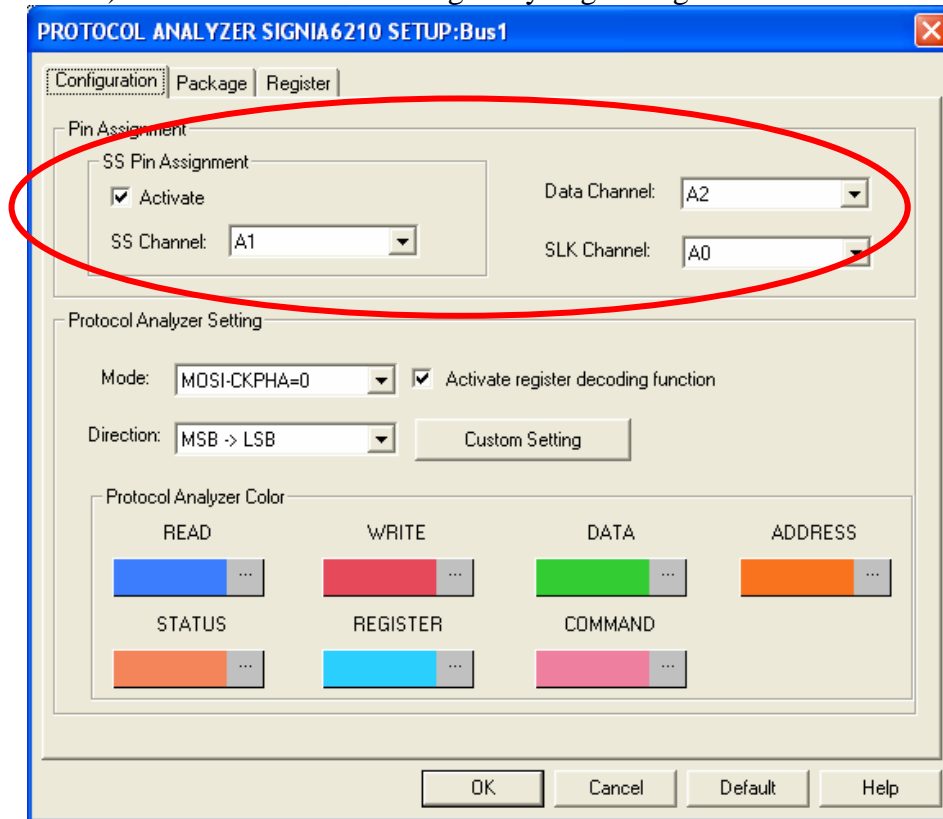 PROTOCOL ANALYZER SIGNIA6210 SETUP:Bus1
Configuration Package Register
Pin Assignment
SS Pin Assignment
Activate
Data Channel: A2
SS Channel: A1
SLK Channel: A0
Protocol Analyzer Setting
Mode: MOSI-CKPHA=0 Activate register decoding function
Direction: MSB -> LSB Custom Setting
Protocol Analyzer Color
READ WRITE DATA ADDRESS
... ... ... ...
STATUS REGISTER COMMAND
... ... ...
OK Cancel Default Help